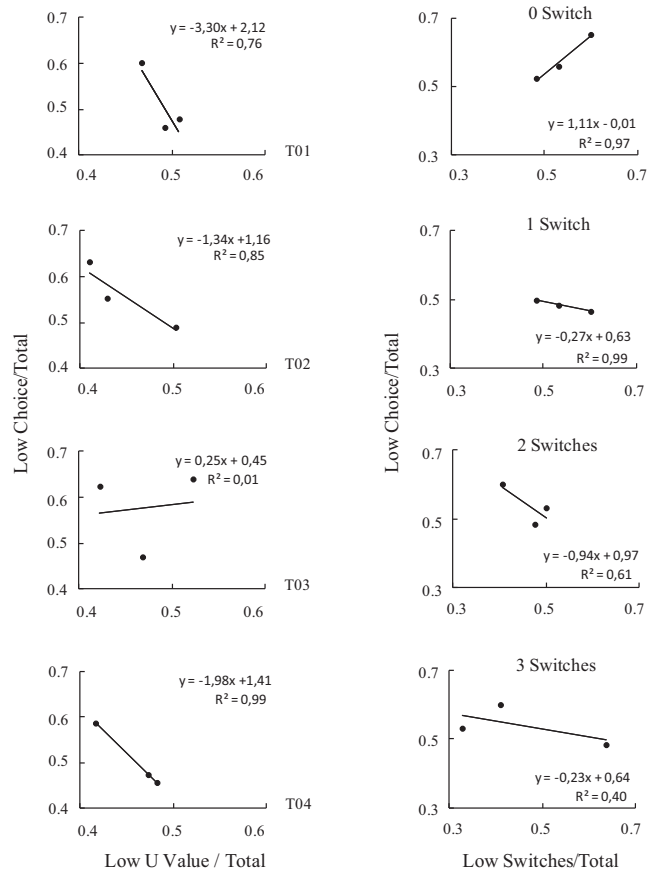 0.7
0.6
0.5
0.4
0.4
0.5
0.6
y = -3,30x + 2,12
R² = 0,76
T01
0.7
0.6
0.5
0.4
0.4
0.5
0.6
y = -1,34x +1,16
R² = 0,85
T02
0.7
0.6
0.5
0.4
0.4
0.5
0.6
y = 0,25x + 0,45
R² = 0,01
T03
0.7
0.6
0.5
0.4
0.4
0.5
0.6
y = -1,98x +1,41
R² = 0,99
T04
Low Choice/Total
Low U Value / Total
0 Switch
0.7
0.5
0.3
0.3
0.5
0.7
y = 1,11x - 0,01
R² = 0,97
1 Switch
0.7
0.5
0.3
0.3
0.5
0.7
y = -0,27x + 0,63
R² = 0,99
2 Switches
0.7
0.5
0.3
0.3
0.5
0.7
y = -0,94x + 0,97
R² = 0,61
3 Switches
0.7
0.5
0.3
0.3
0.5
0.7
y = -0,23x + 0,64
R² = 0,40
Low Choice/Total
Low Switches/Total